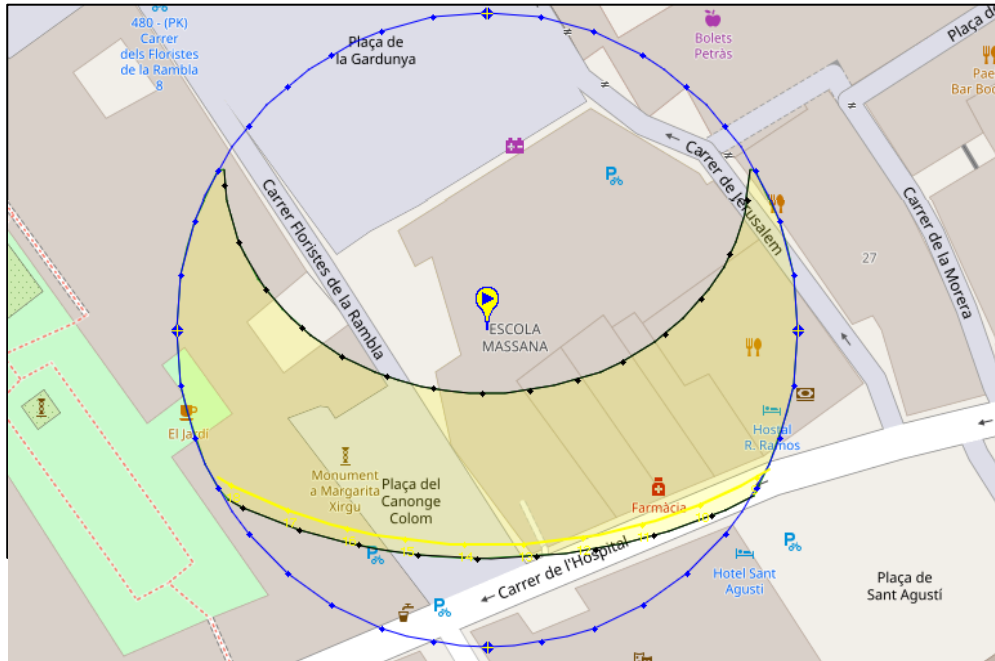 480 - (PK)
Carrer
dels Floristes
de la Rambla
8
Plaça de
la Gardunya
Bolets
Petràs
Plaça de
Pae
Bar Boq
Carrer de Jerusalem
Carrer de la Morera
Carrer Floristes de la Rambla
27
ESCOLA
MASSANA
El Jardí
Hostal
R. Ramos
Monument
a Margarita
Xirgu
Plaça del
Canonge
Colom
Farmàcia
Carrer de l'Hospital
Hotel Sant
Agustí
Plaça de
Sant Agustí